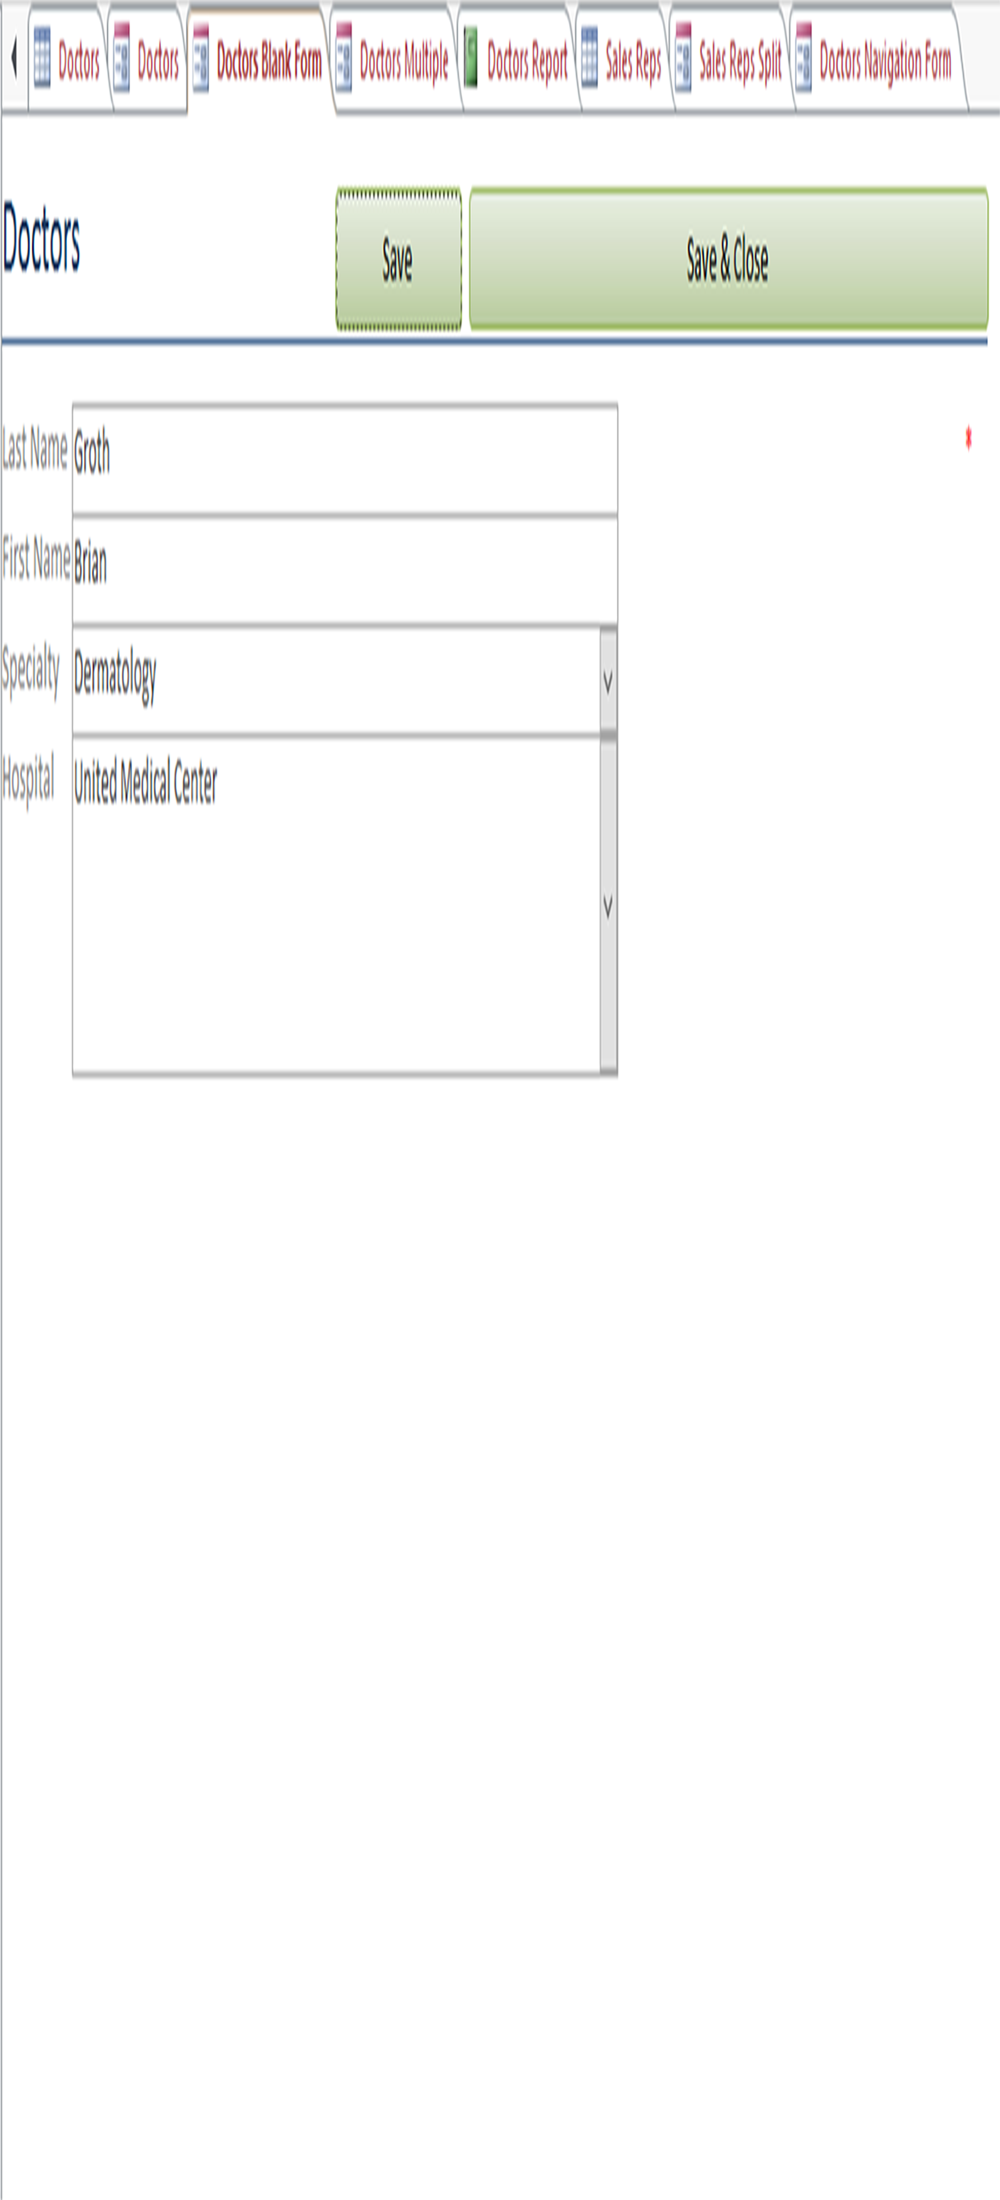 Doctors Doctors Doctors Blank Form Doctors Multiple Doctors Report Sales Reps Sales Reps Split Doctors Navigation Form
Doctors Save Save & Close
Last Name Groth *
First Name Brian
Specialty Dermatology
Hospital United Medical Center